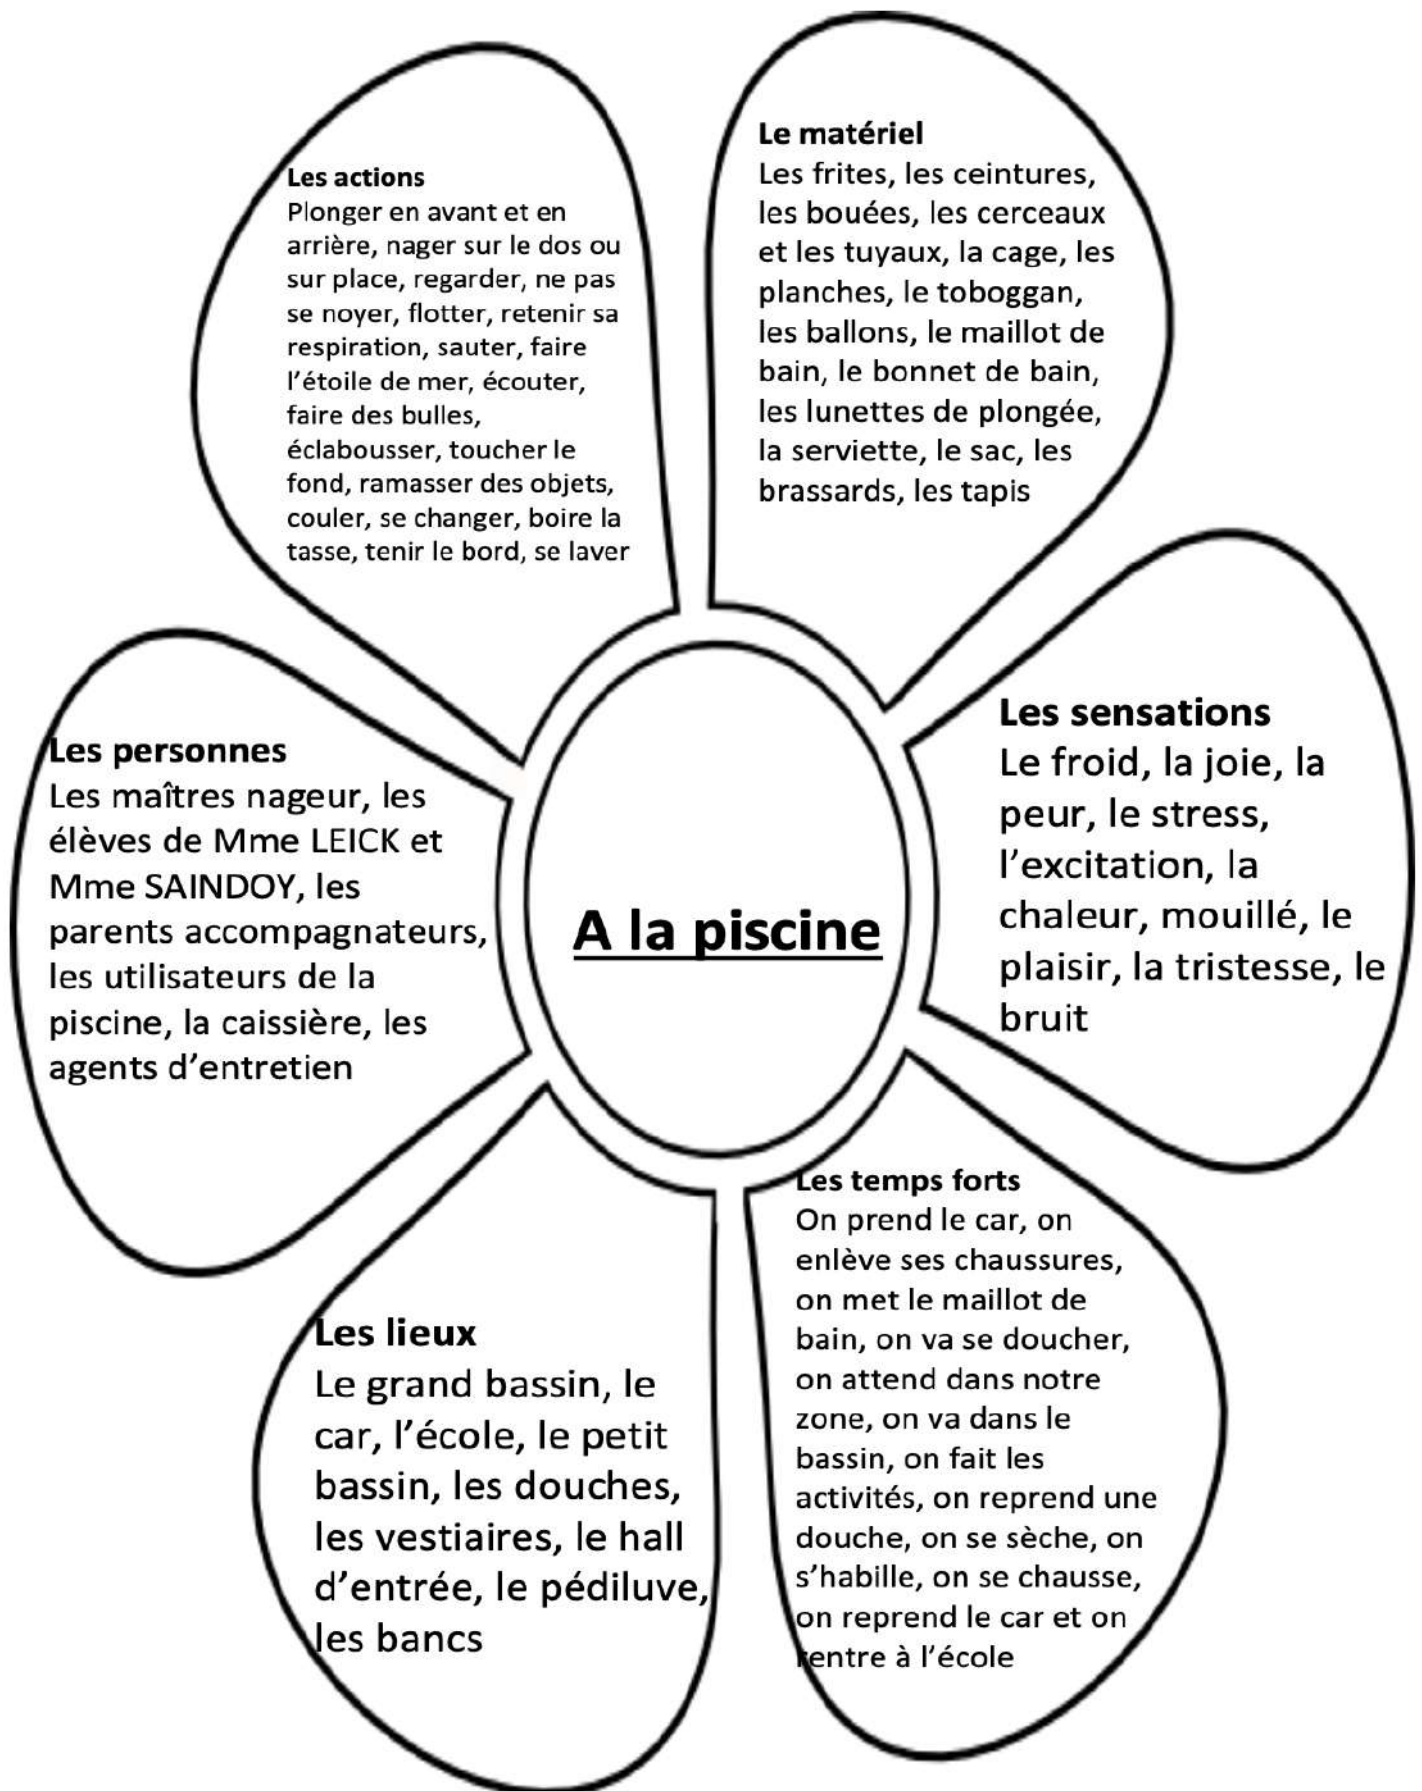 Les actions
Plonger en avant et en
arrière, nager sur le dos ou
sur place, regarder, ne pas
se noyer, flotter, retenir sa
respiration, sauter, faire
l'étoile de mer, écouter,
faire des bulles,
éclabousser, toucher le
fond, ramasser des objets,
couler, se changer, boire la
tasse, tenir le bord, se laver
Le matériel
Les frites, les ceintures,
les bouées, les cerceaux
et les tuyaux, la cage, les
planches, le toboggan,
les ballons, le maillot de
bain, le bonnet de bain,
les lunettes de plongée,
la serviette, le sac, les
brassards, les tapis
Les personnes
Les maîtres nageur, les
élèves de Mme LEICK et
Mme SAINDOY, les
parents accompagnateurs,
les utilisateurs de la
piscine, la caissière, les
agents d'entretien
A la piscine
Les sensations
Le froid, la joie, la
peur, le stress,
l'excitation, la
chaleur, mouillé, le
plaisir, la tristesse, le
bruit
Les lieux
Le grand bassin, le
car, l'école, le petit
bassin, les douches,
les vestiaires, le hall
d'entrée, le pédiluve,
les bancs
Les temps forts
On prend le car, on
enlève ses chaussures,
on met le maillot de
bain, on va se doucher,
on attend dans notre
zone, on va dans le
bassin, on fait les
activités, on reprend une
douche, on se sèche, on
s'habille, on se chausse,
on reprend le car et on
rentre à l'école